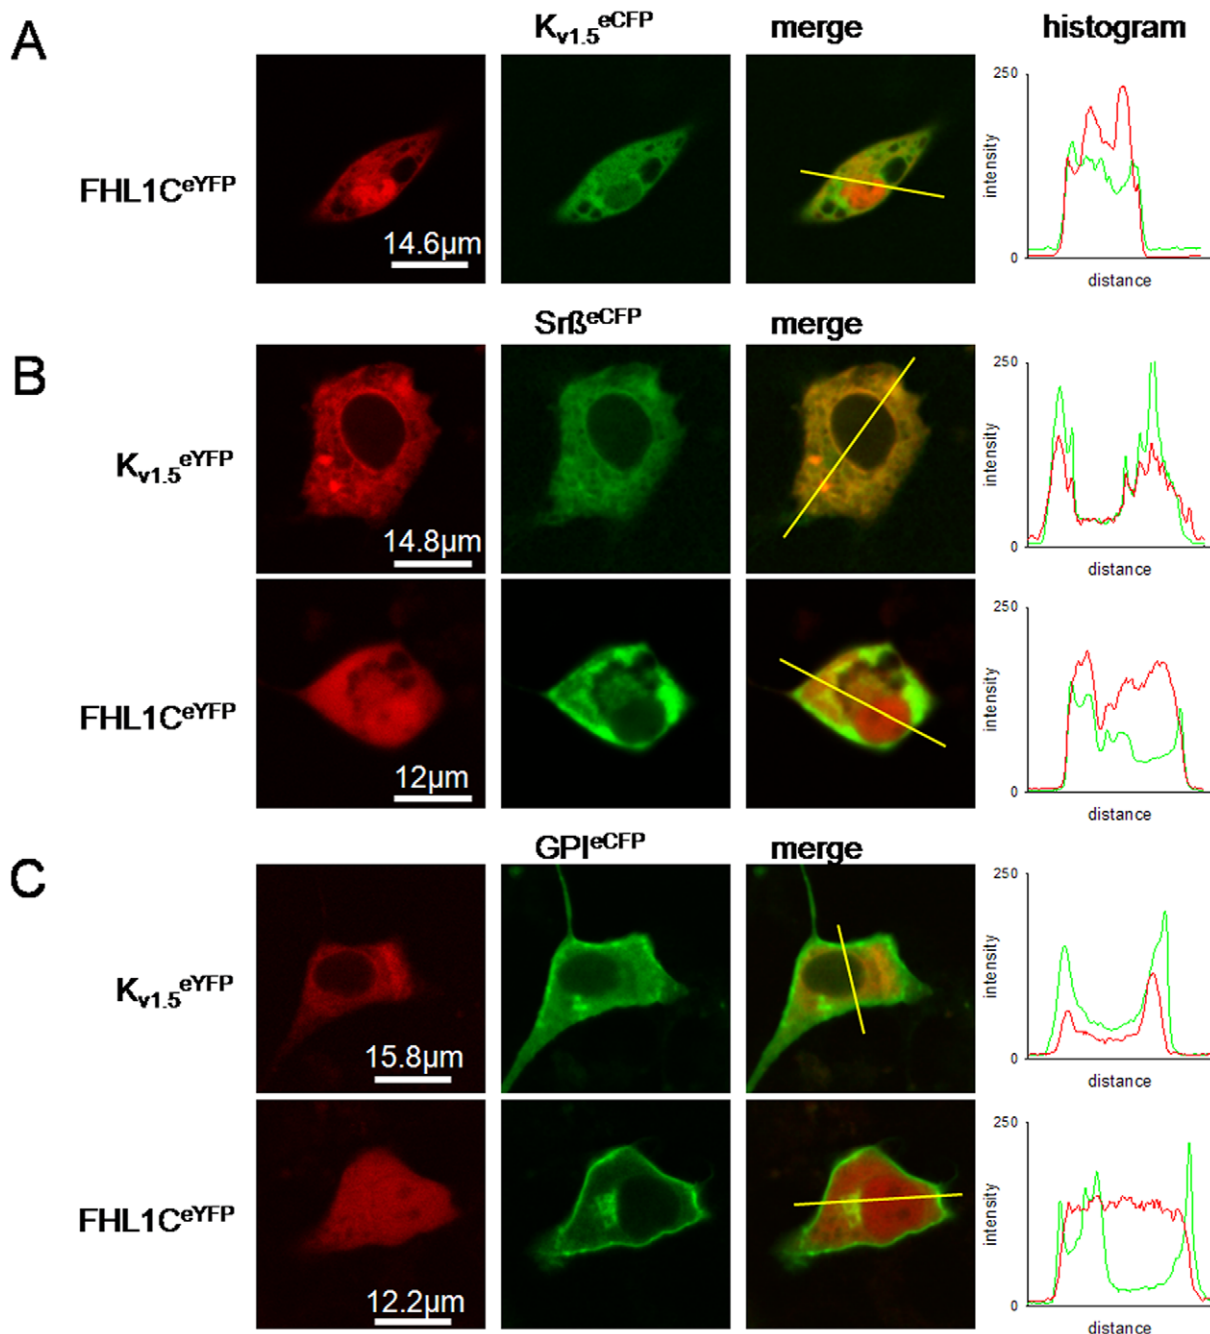 A
Kv1.5eCFP merge histogram
FHL1CeYFP
14.6µm
250
intensity
0
distance
SrßeCFP merge
B
Kv1.5eYFP
14.8µm
250
intensity
0
distance
FHL1CeYFP
12µm
250
intensity
0
distance
GPIeCFP merge
C
Kv1.5eYFP
15.8µm
250
intensity
0
distance
FHL1CeYFP
12.2µm
250
intensity
0
distance